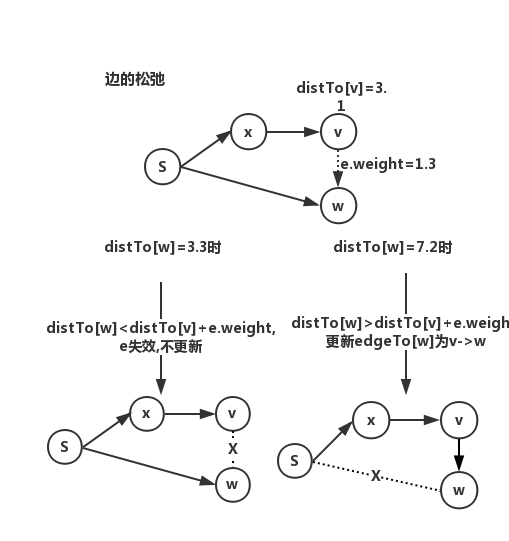 边的松弛
distTo[v]=3.
1
x
v
S
e.weight=1.3
w
distTo[w]=3.3时
distTo[w]=7.2时
distTo[w]<distTo[v]+e.weight,
e失效,不更新
distTo[w]>distTo[v]+e.weigh
更新edgeTo[w]为v->w
x
v
S
X
w
x
v
S
X
w